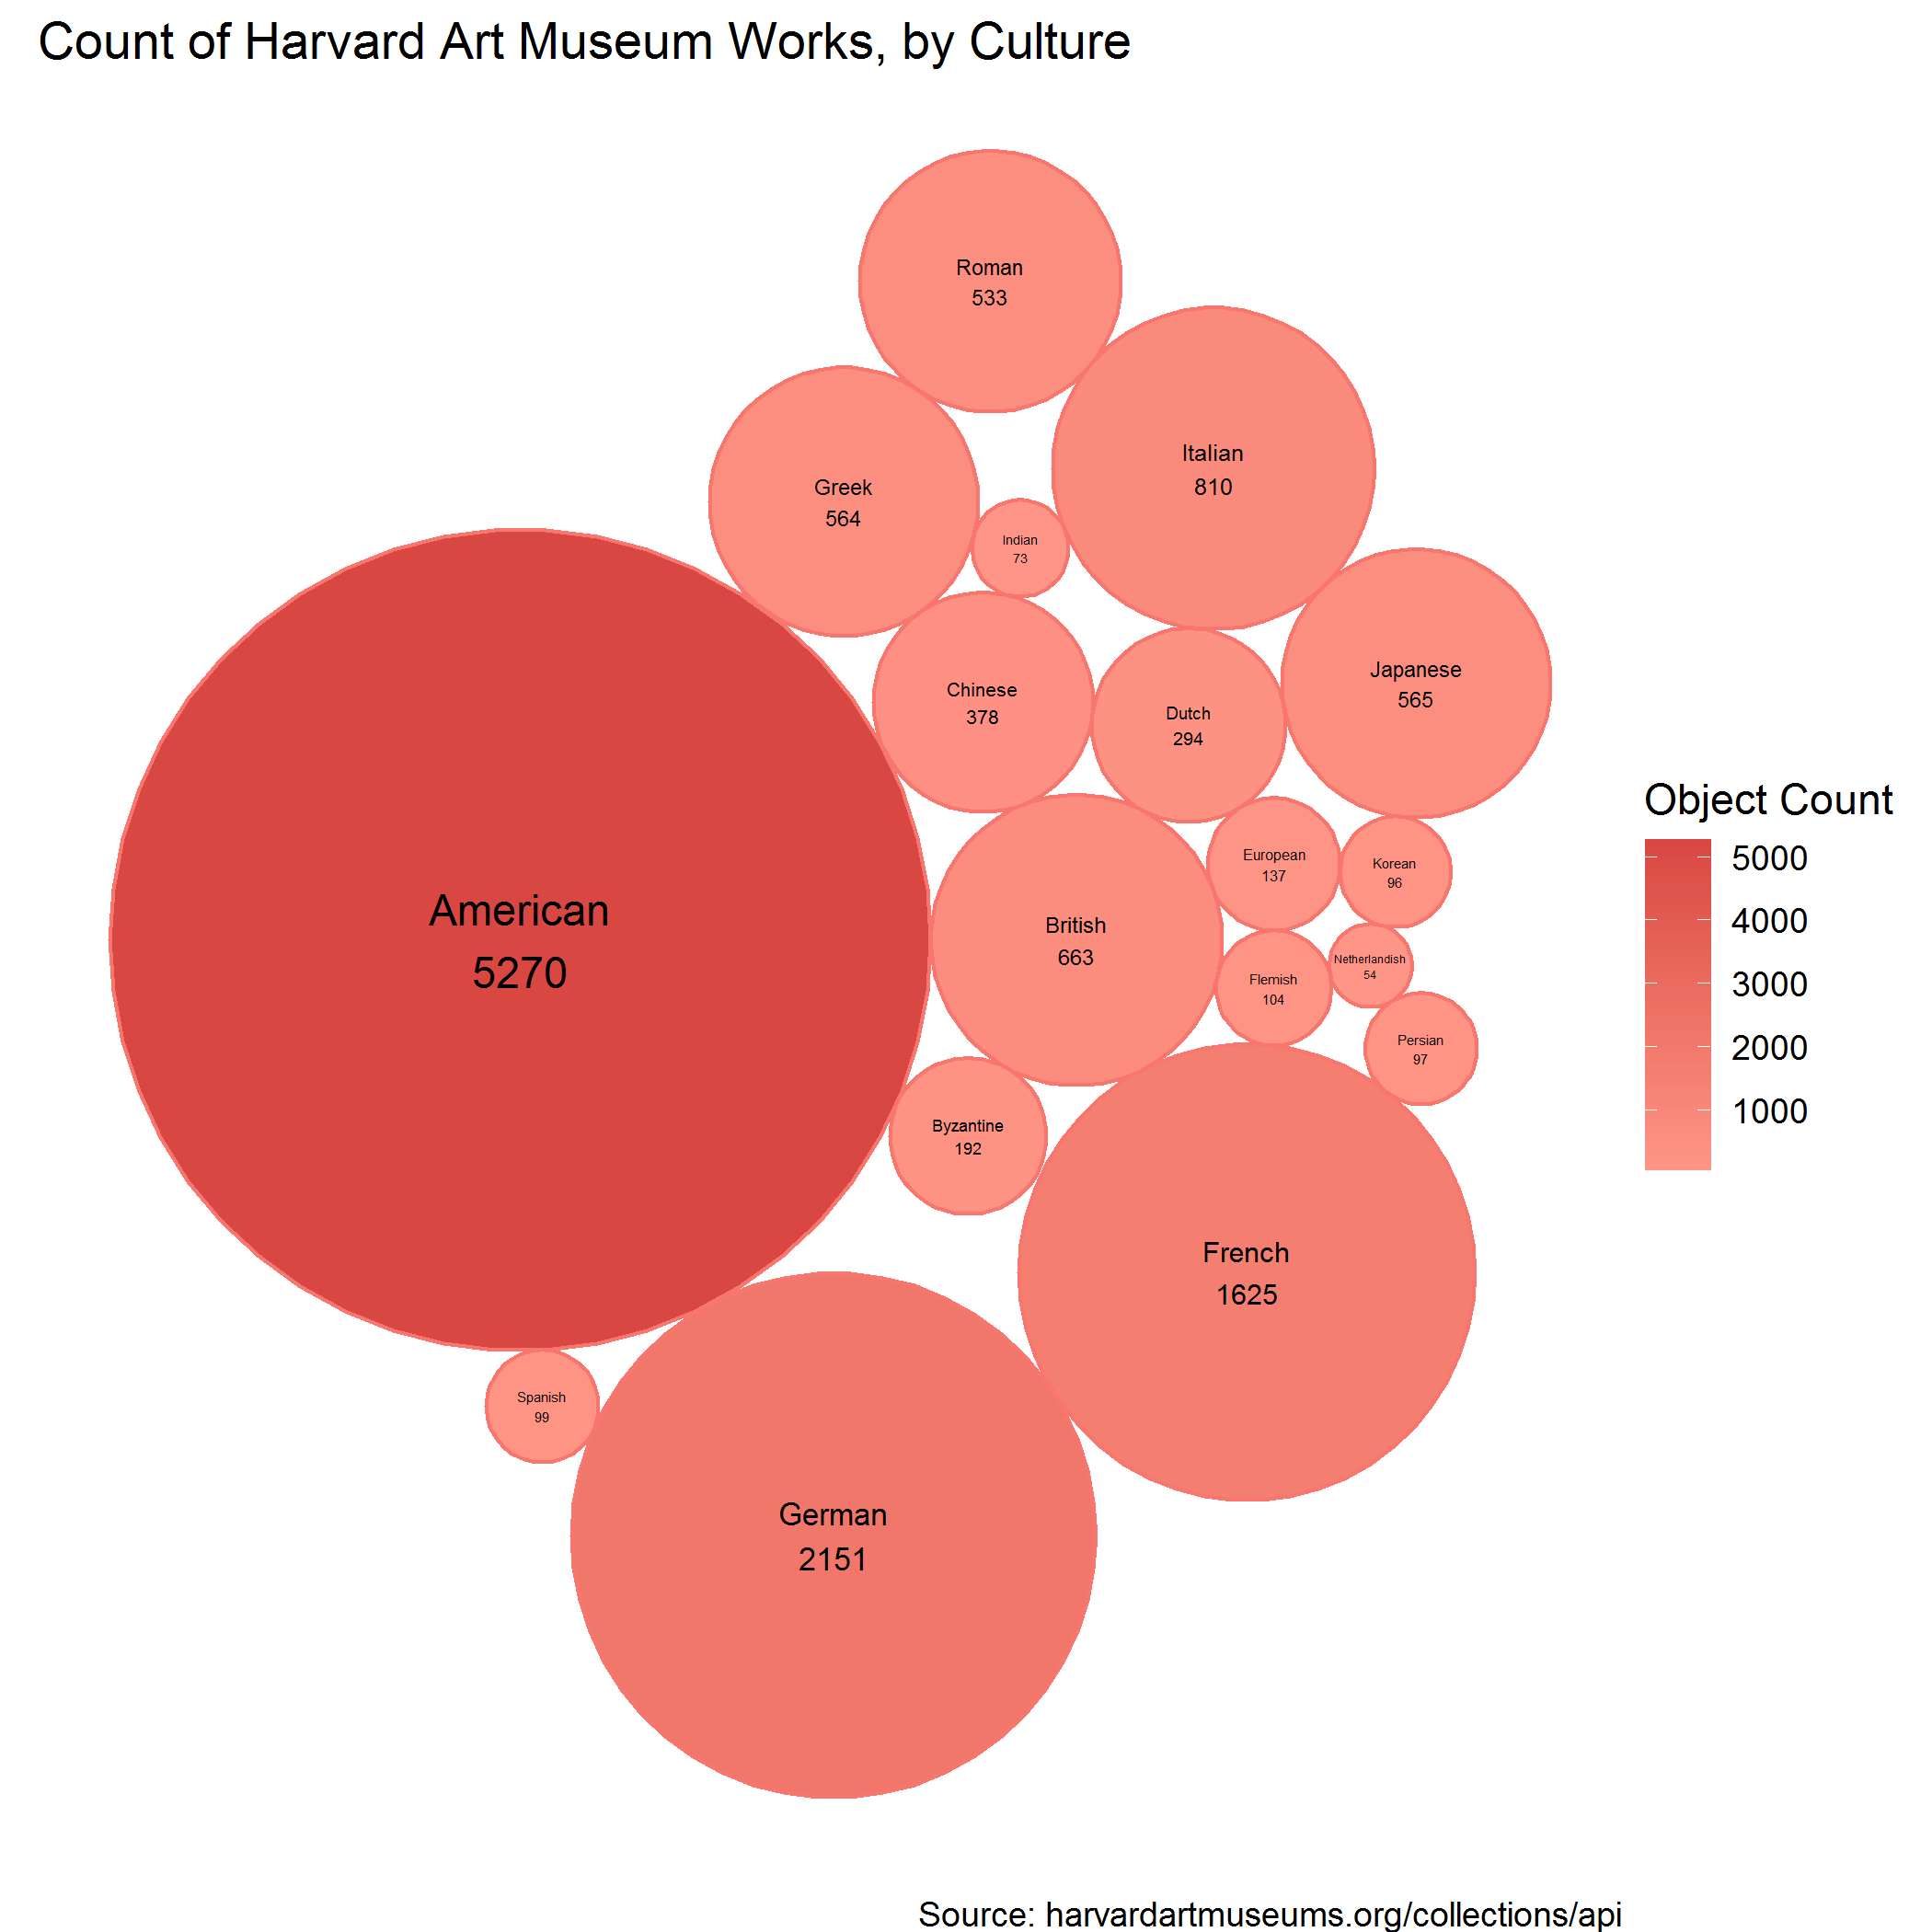 Count of Harvard Art Museum Works, by Culture
Roman
533
Italian
810
Greek
564
Indian
73
Japanese
565
Chinese
378
Dutch
294
European
137
Korean
96
American
5270
British
663
Netherlandish
54
Flemish
104
Persian
97
Byzantine
192
French
1625
Spanish
99
German
2151
Object Count
5000
4000
3000
2000
1000
Source: harvardartmuseums.org/collections/api